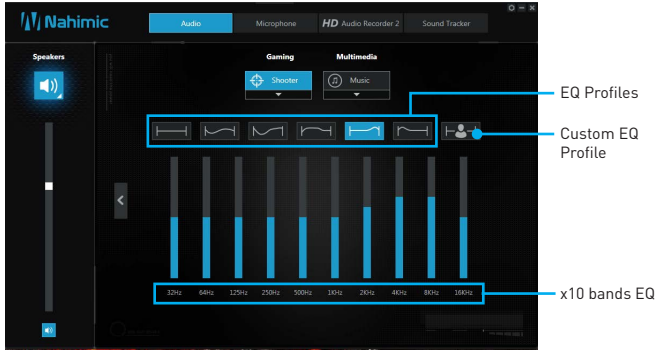 Nahimic
Audio
Microphone
HD Audio Recorder 2
Sound Tracker
Speakers
Gaming
Multimedia
Shooter
Music
EQ Profiles
Custom EQ
Profile
32Hz 64Hz 125Hz 250Hz 500Hz 1KHz 2KHz 4KHz 8KHz 16KHz
x10 bands EQ